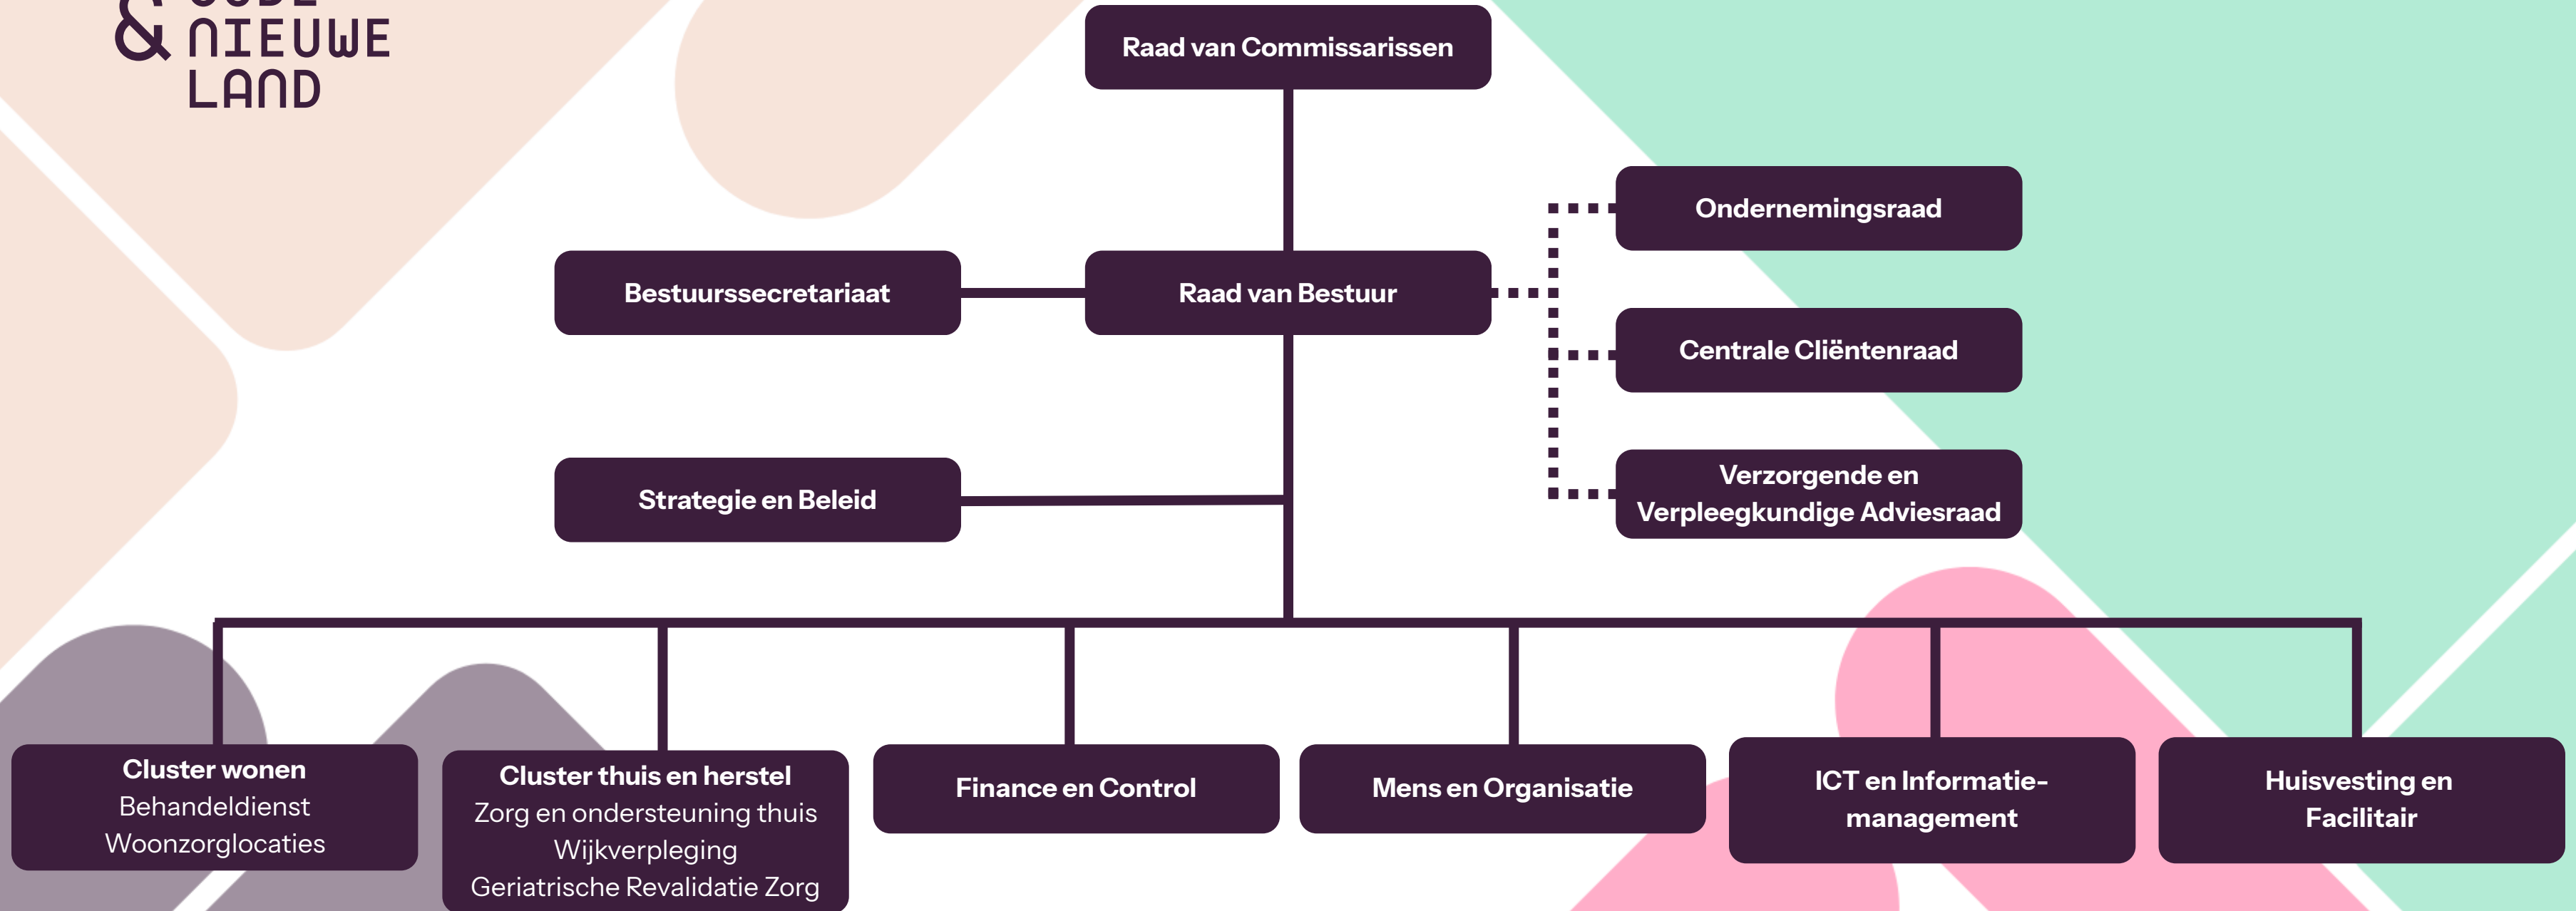 &
NIEUWE
LAND
Raad van Commissarissen
Ondernemingsraad
Bestuurssecretariaat
Raad van Bestuur
Centrale Cliëntenraad
Strategie en Beleid
Verzorgende en
Verpleegkundige Adviesraad
Cluster wonen
Behandeldienst
Woonzorglocaties
Cluster thuis en herstel
Zorg en ondersteuning thuis
Wijkverpleging
Geriatrische Revalidatie Zorg
Finance en Control
Mens en Organisatie
ICT en Informatie-
management
Huisvesting en
Facilitair